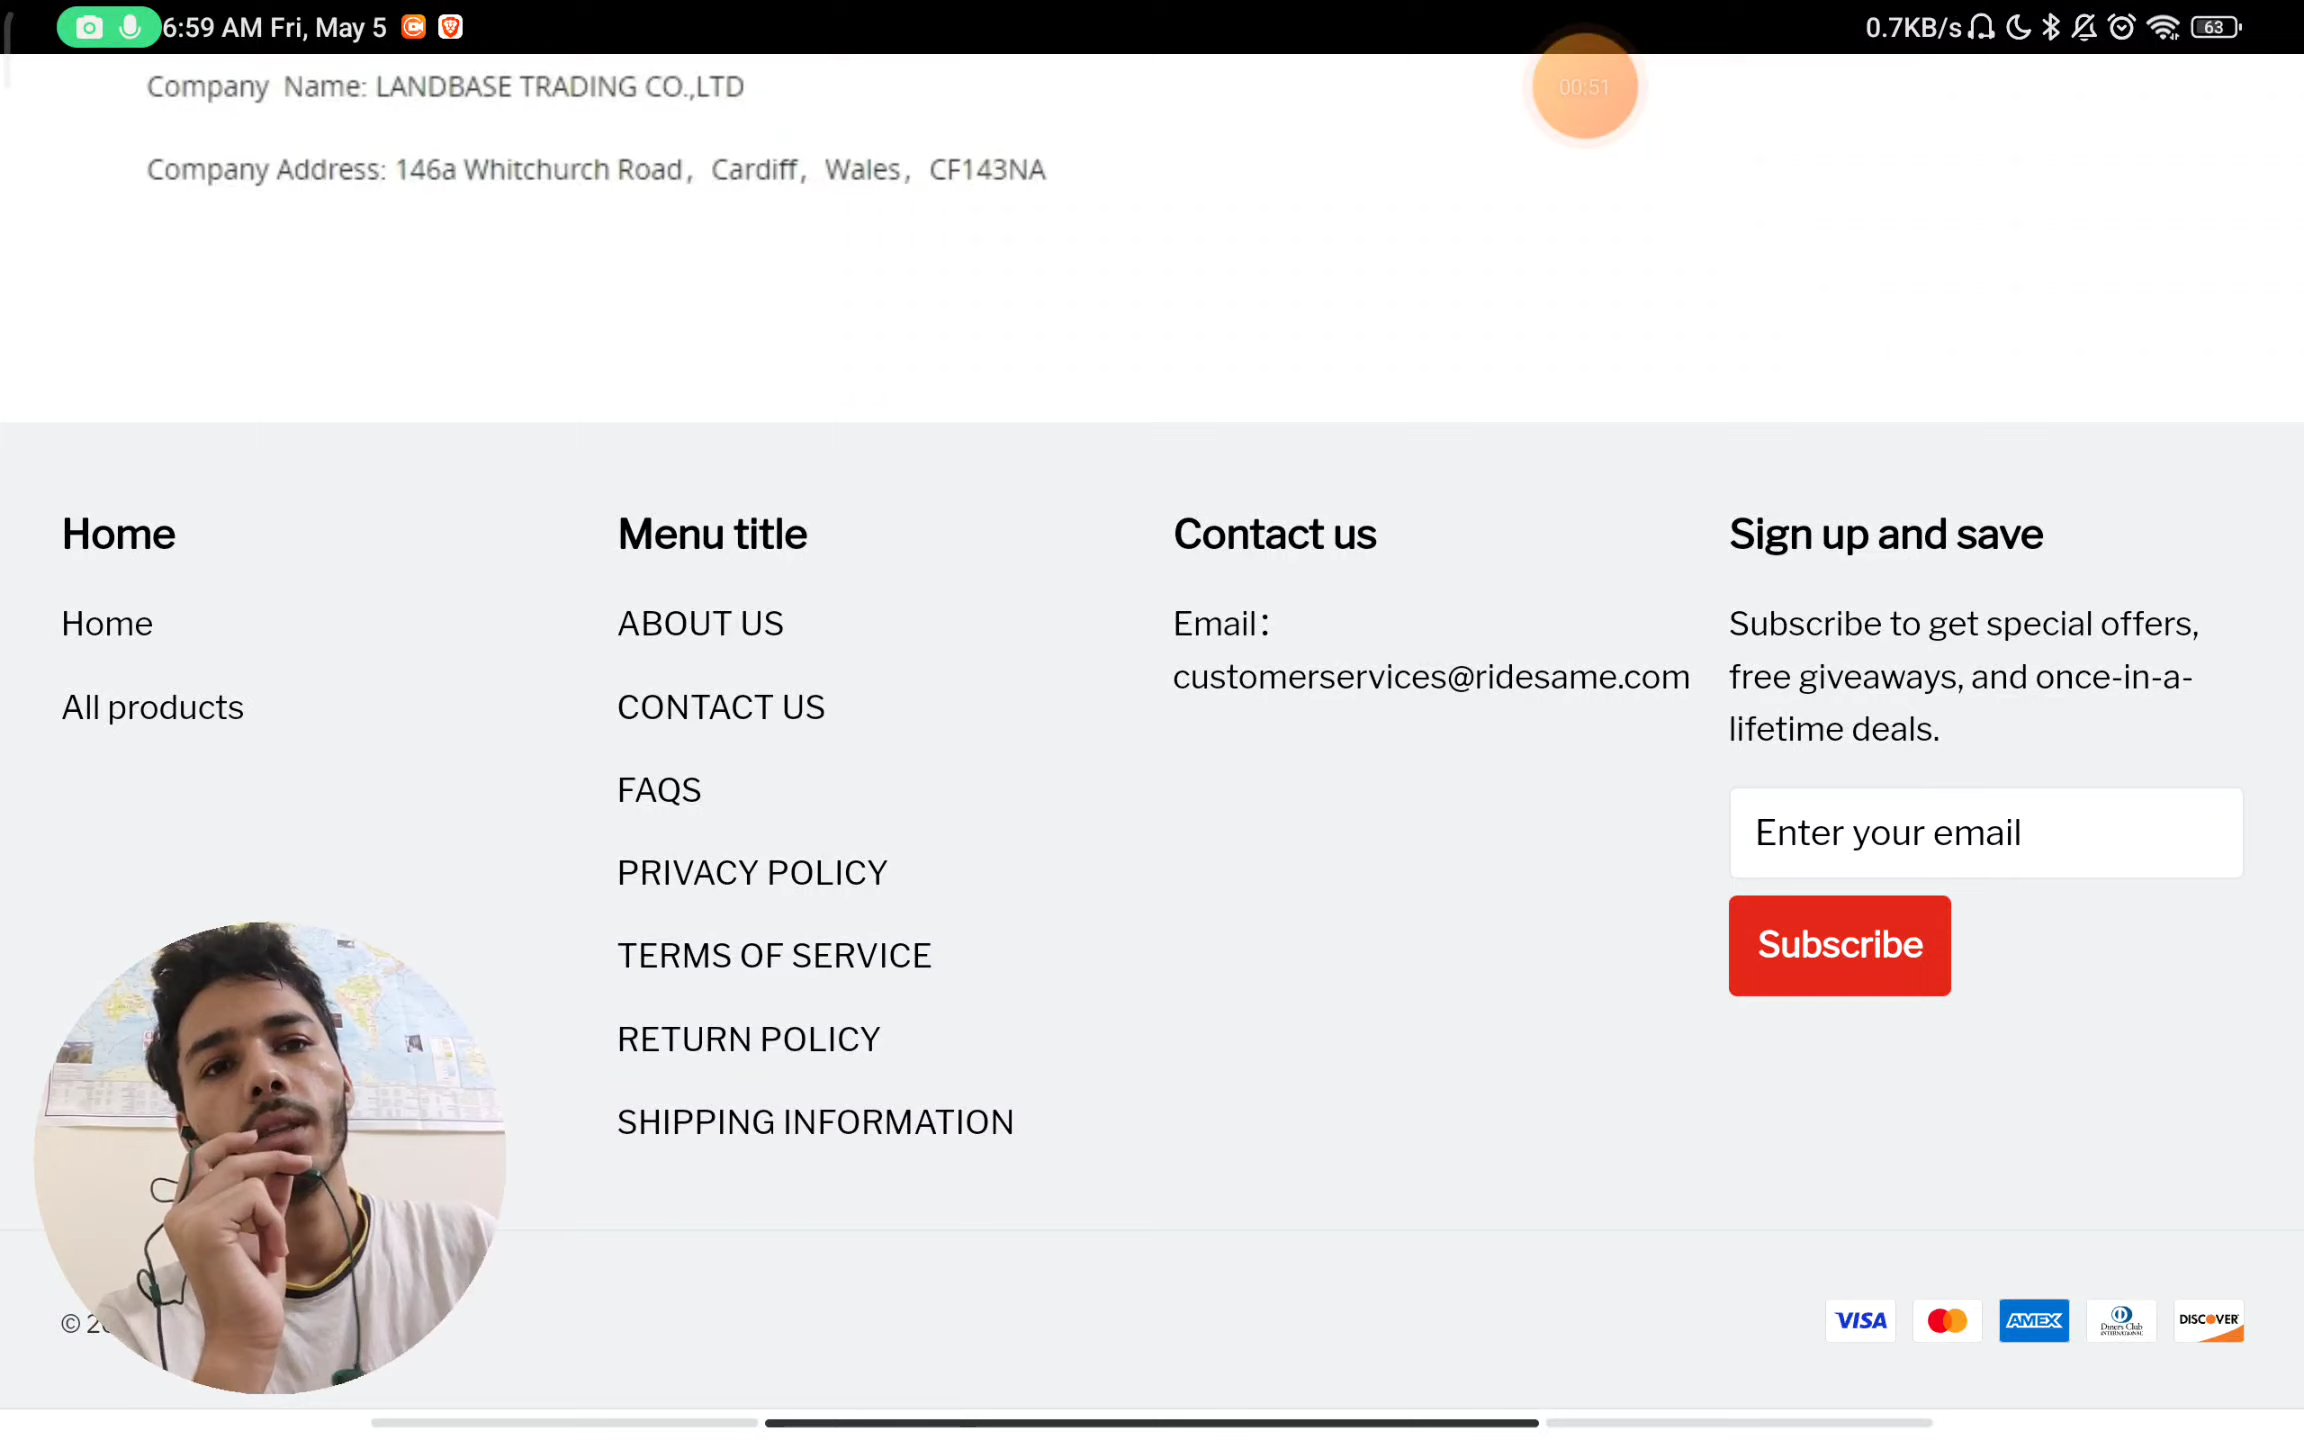 6:59 AM Fri, May 5
0.7KB/s
63
Company Name: LANDBASE TRADING CO.,LTD
00:51
Company Address: 146a Whitchurch Road，Cardiff，Wales，CF143NA
Home
Home
All products
Menu title
ABOUT US
CONTACT US
FAQS
PRIVACY POLICY
TERMS OF SERVICE
RETURN POLICY
SHIPPING INFORMATION
Contact us
Email：
customerservices@ridesame.com
Sign up and save
Subscribe to get special offers,
free giveaways, and once-in-a-
lifetime deals.
Enter your email
Subscribe
©
VISA
AMEX
Diners Club
INTERNATIONAL
DISCOVER